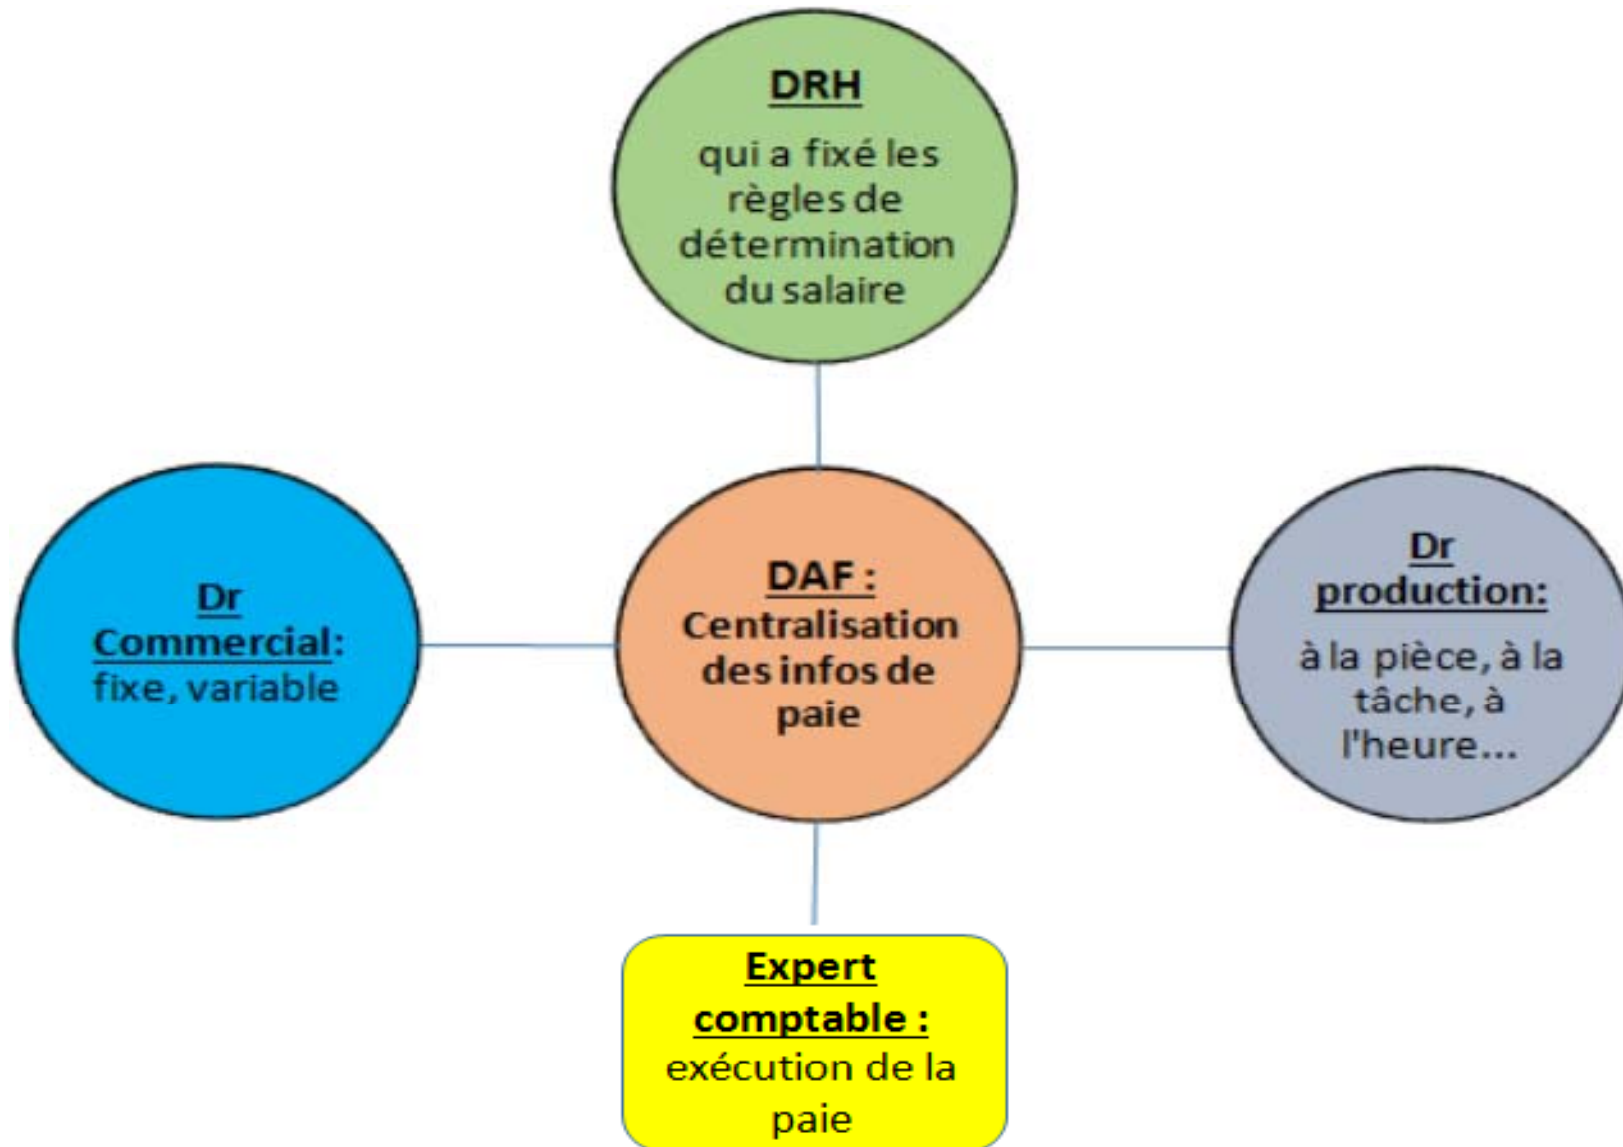 DRH
qui a fixé les
règles de
détermination
du salaire
Dr
Commercial:
fixe, variable
DAF :
Centralisation
des infos de
paie
Dr
production:
à la pièce, à la
tâche, à
l'heure...
Expert
comptable :
exécution de la
paie